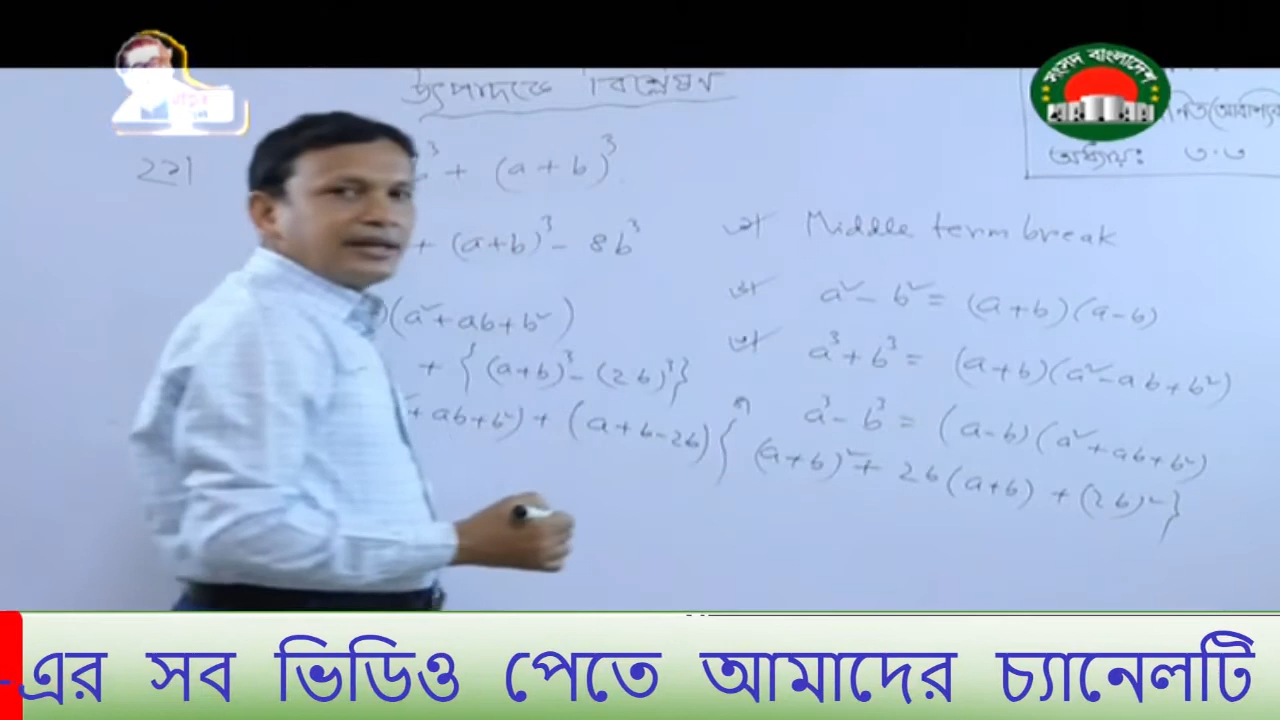 উৎপাদকে বিশ্লেষণ
সংসদ বাংলাদেশ
অধ্যায়ঃ ৩.৩
২২।
³ + (a+b)³
+ (a+b)³ - 8b³
)(a²+ab+b²)
+ {(a+b)³-(2b)³}
+ab+b²) + (a+b-2b){(a+b)²+ 2b(a+b) + (2b)²}
Middle term break
a²-b² = (a+b)(a-b)
a³+b³ = (a+b)(a²-ab+b²)
a³-b³ = (a-b)(a²+ab+b²)
-এর সব ভিডিও পেতে আমাদের চ্যানেলটি